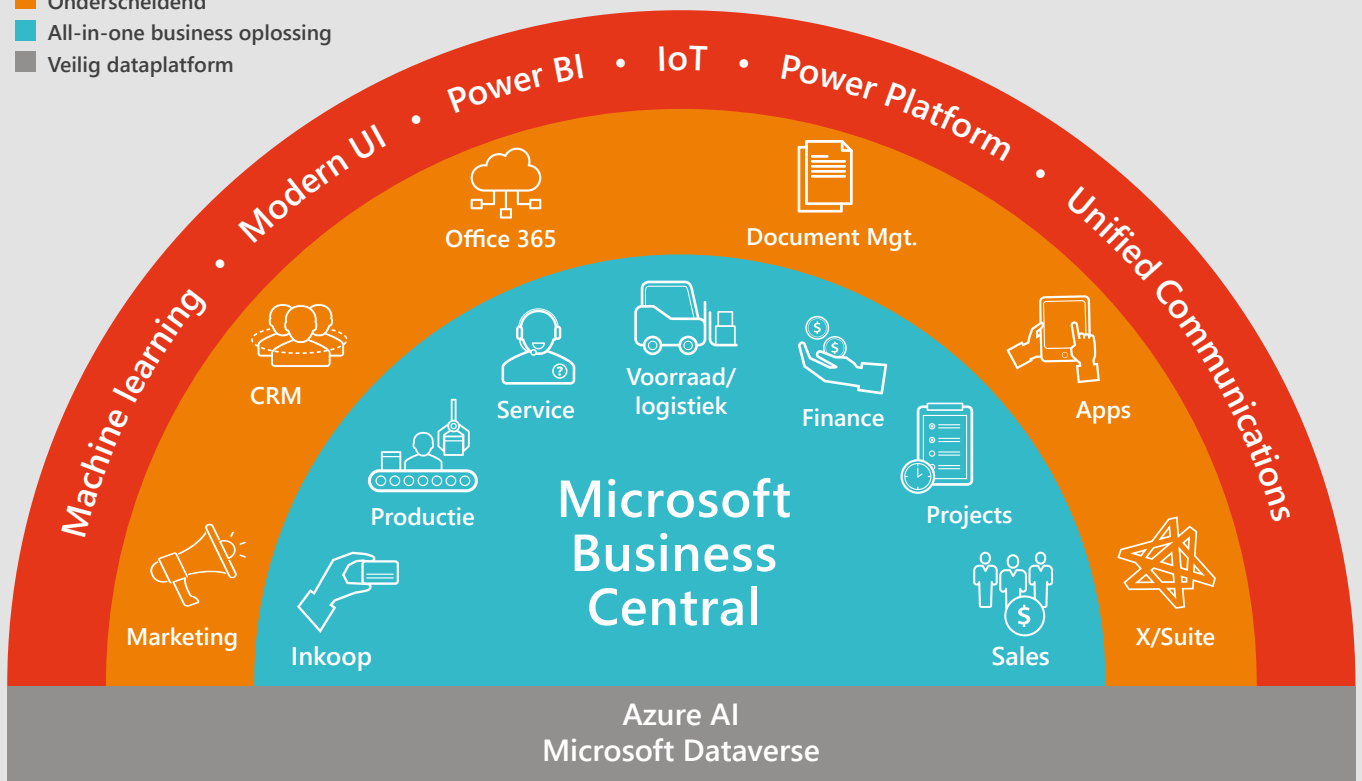 Onderscheidend
All-in-one business oplossing
Veilig dataplatform
Machine learning • Modern UI • Power BI • IoT • Power Platform • Unified Communications
Office 365
Document Mgt.
CRM
Apps
Marketing
X/Suite
Service
Voorraad/
logistiek
Finance
Productie
Projects
Inkoop
Sales
Microsoft
Business
Central
Azure AI
Microsoft Dataverse